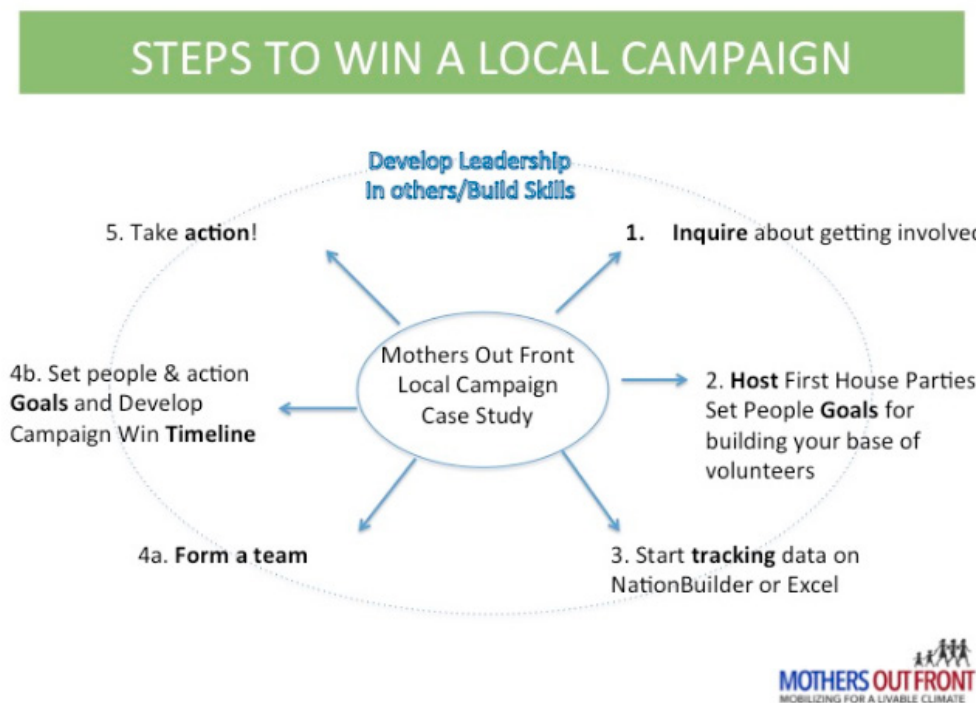 STEPS TO WIN A LOCAL CAMPAIGN
Develop Leadership
in others/Build Skills
1. Inquire about getting involved
2. Host First House Parties
Set People Goals for
building your base of
volunteers
3. Start tracking data on
NationBuilder or Excel
4a. Form a team
4b. Set people & action
Goals and Develop
Campaign Win Timeline
5. Take action!
Mothers Out Front
Local Campaign
Case Study
MOTHERS OUT FRONT
MOBILIZING FOR A LIVABLE CLIMATE